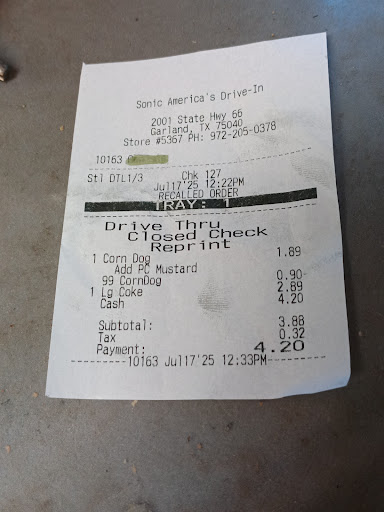 Sonic America's Drive-In
2001 State Hwy 66
Garland, TX 75040
Store #5367 PH: 972-205-0378
10163
Stl DTL1/3 Chk 127
Jul17'25 12:22PM
RECALLED ORDER
TRAY: 1
Drive Thru
Closed Check
Reprint
1 Corn Dog 1.89
Add PC Mustard
99 CornDog 0.90-
1 Lg Coke 2.89
Cash 4.20
Subtotal: 3.88
Tax 0.32
Payment: 4.20
10163 Jul17'25 12:33PM